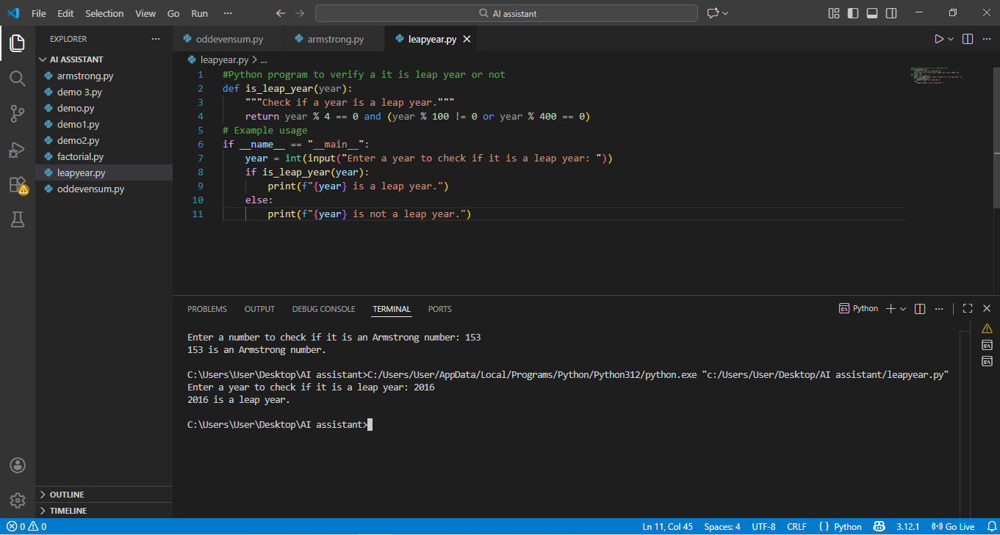 File Edit Selection View Go Run ··· AI assistant
EXPLORER ···
AI ASSISTANT
armstrong.py
demo 3.py
demo.py
demo1.py
demo2.py
factorial.py
leapyear.py
oddevensum.py
OUTLINE
TIMELINE
oddevensum.py armstrong.py leapyear.py
leapyear.py > ...
1 #Python program to verify a it is leap year or not
2 def is_leap_year(year):
3     """Check if a year is a leap year."""
4     return year % 4 == 0 and (year % 100 != 0 or year % 400 == 0)
5 # Example usage
6 if __name__ == "__main__":
7     year = int(input("Enter a year to check if it is a leap year: "))
8     if is_leap_year(year):
9         print(f"{year} is a leap year.")
10     else:
11         print(f"{year} is not a leap year.")
PROBLEMS OUTPUT DEBUG CONSOLE TERMINAL PORTS Python
Enter a number to check if it is an Armstrong number: 153
153 is an Armstrong number.
C:\Users\User\Desktop\AI assistant>C:/Users/User/AppData/Local/Programs/Python/Python312/python.exe "c:/Users/User/Desktop/AI assistant/leapyear.py"
Enter a year to check if it is a leap year: 2016
2016 is a leap year.
C:\Users\User\Desktop\AI assistant>
0 0 Ln 11, Col 45 Spaces: 4 UTF-8 CRLF { } Python 3.12.1 Go Live